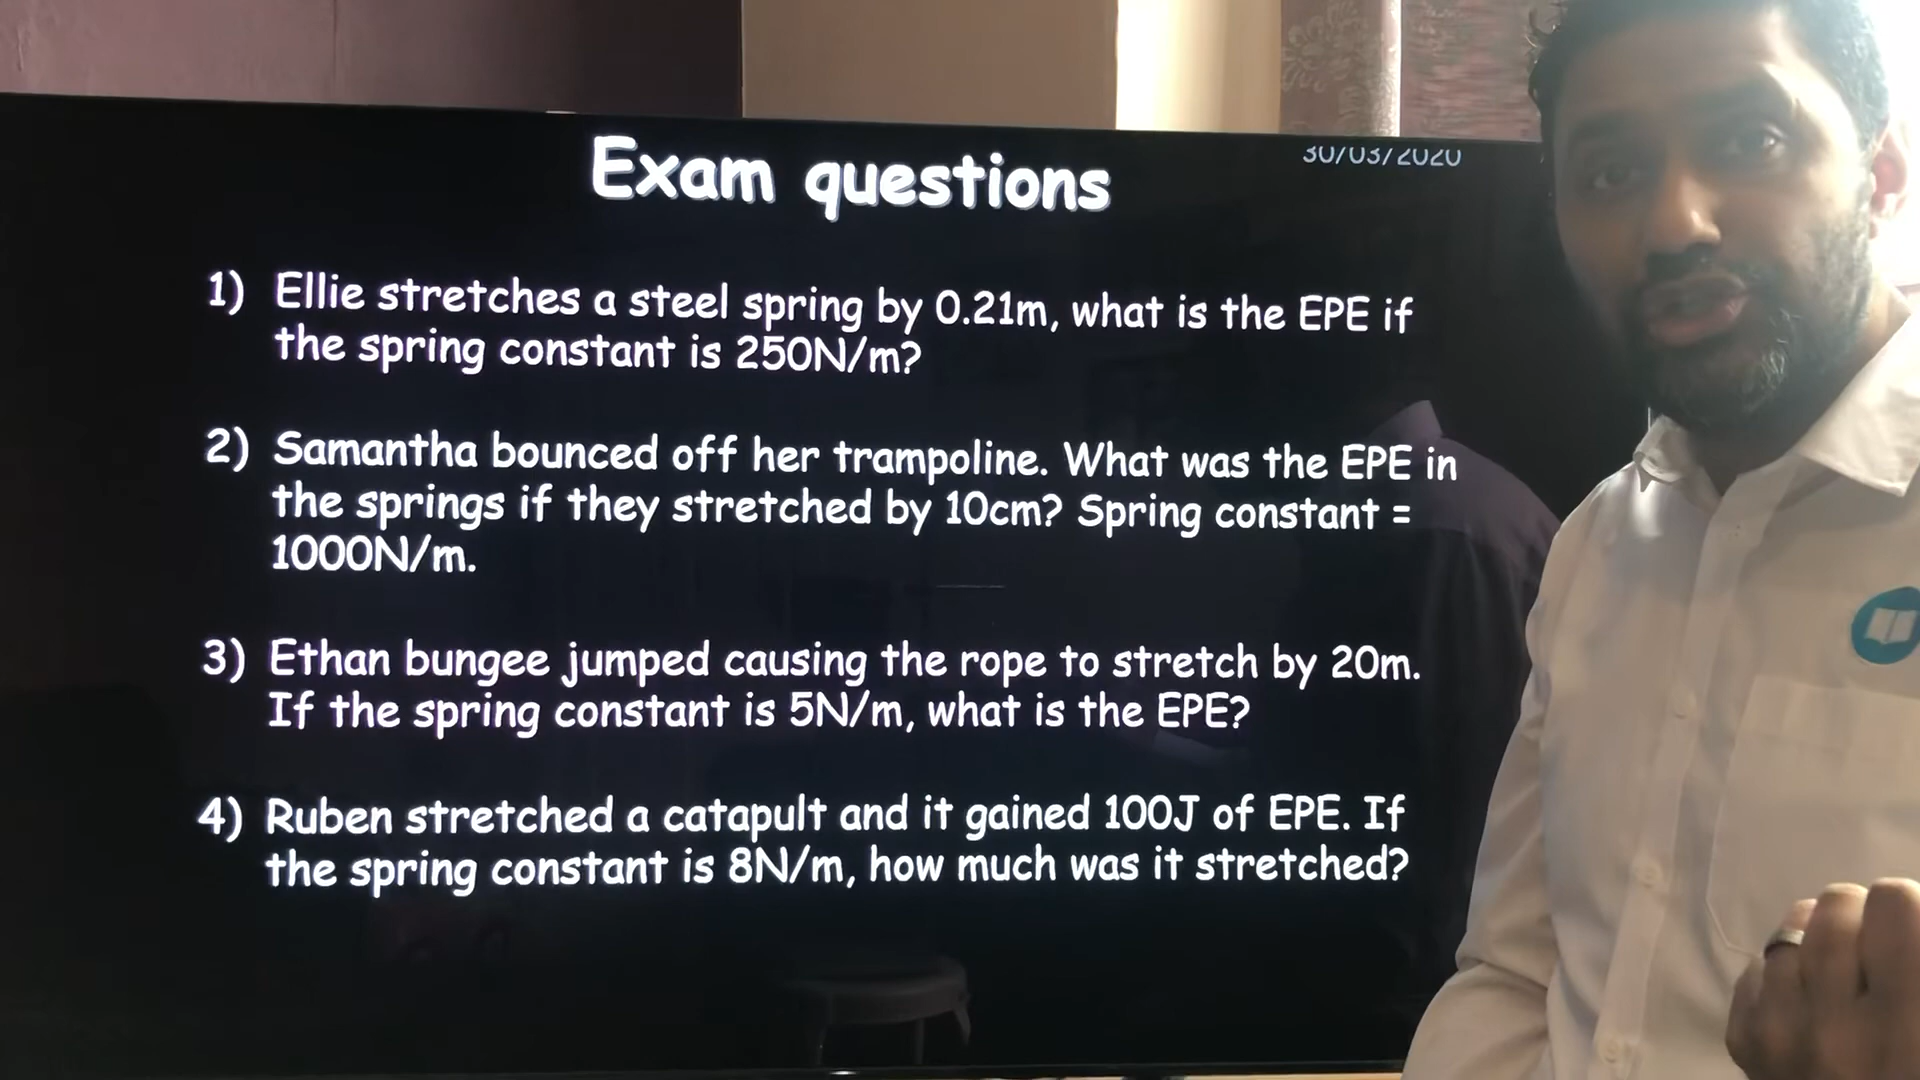 Exam questions
30/03/2020
1) Ellie stretches a steel spring by 0.21m, what is the EPE if
the spring constant is 250N/m?
2) Samantha bounced off her trampoline. What was the EPE in
the springs if they stretched by 10cm? Spring constant =
1000N/m.
3) Ethan bungee jumped causing the rope to stretch by 20m.
If the spring constant is 5N/m, what is the EPE?
4) Ruben stretched a catapult and it gained 100J of EPE. If
the spring constant is 8N/m, how much was it stretched?